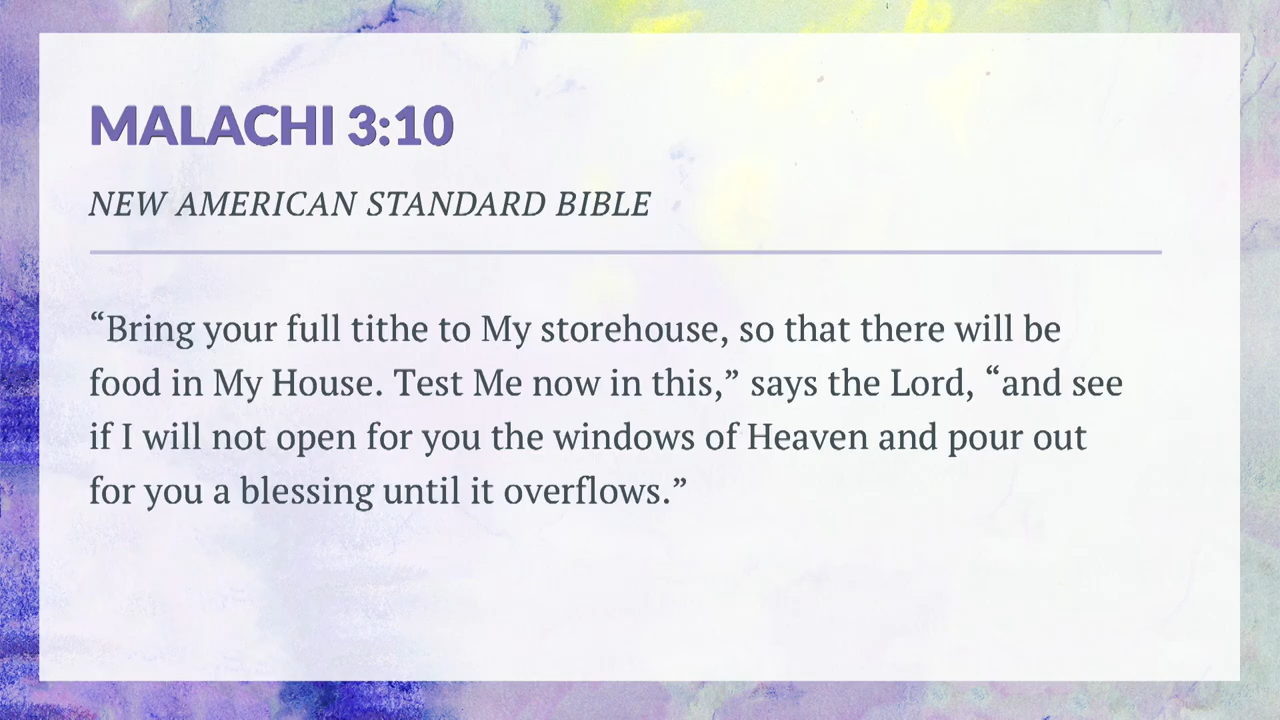 MALACHI 3:10
NEW AMERICAN STANDARD BIBLE
“Bring your full tithe to My storehouse, so that there will be
food in My House. Test Me now in this,” says the Lord, “and see
if I will not open for you the windows of Heaven and pour out
for you a blessing until it overflows.”